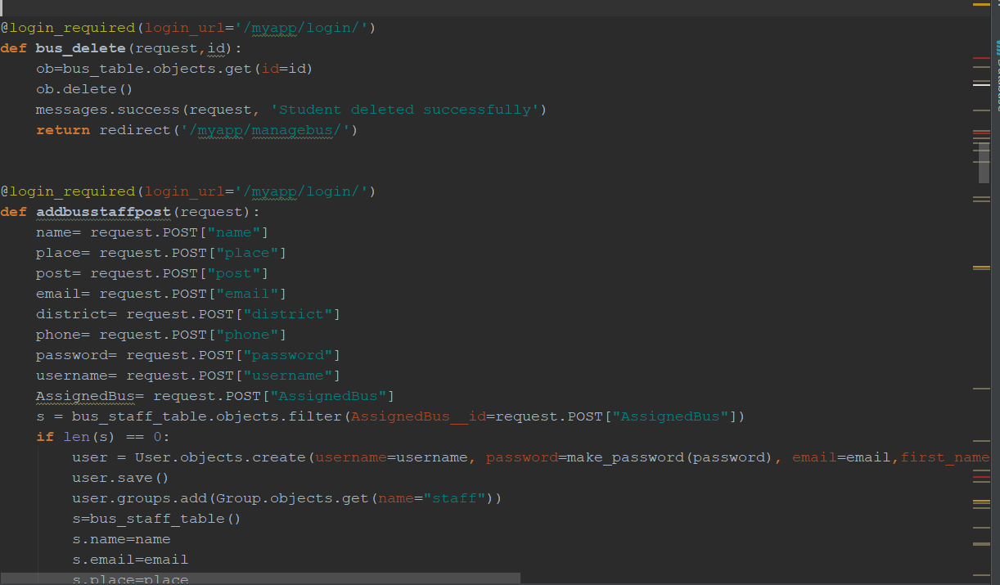 @login_required(login_url='/myapp/login/')
def bus_delete(request,id):
    ob=bus_table.objects.get(id=id)
    ob.delete()
    messages.success(request, 'Student deleted successfully')
    return redirect('/myapp/managebus/')
@login_required(login_url='/myapp/login/')
def addbusstaffpost(request):
    name= request.POST["name"]
    place= request.POST["place"]
    post= request.POST["post"]
    email= request.POST["email"]
    district= request.POST["district"]
    phone= request.POST["phone"]
    password= request.POST["password"]
    username= request.POST["username"]
    AssignedBus= request.POST["AssignedBus"]
    s = bus_staff_table.objects.filter(AssignedBus__id=request.POST["AssignedBus"])
    if len(s) == 0:
        user = User.objects.create(username=username, password=make_password(password), email=email,first_name
        user.save()
        user.groups.add(Group.objects.get(name="staff"))
        s=bus_staff_table()
        s.name=name
        s.email=email
        s.place=place